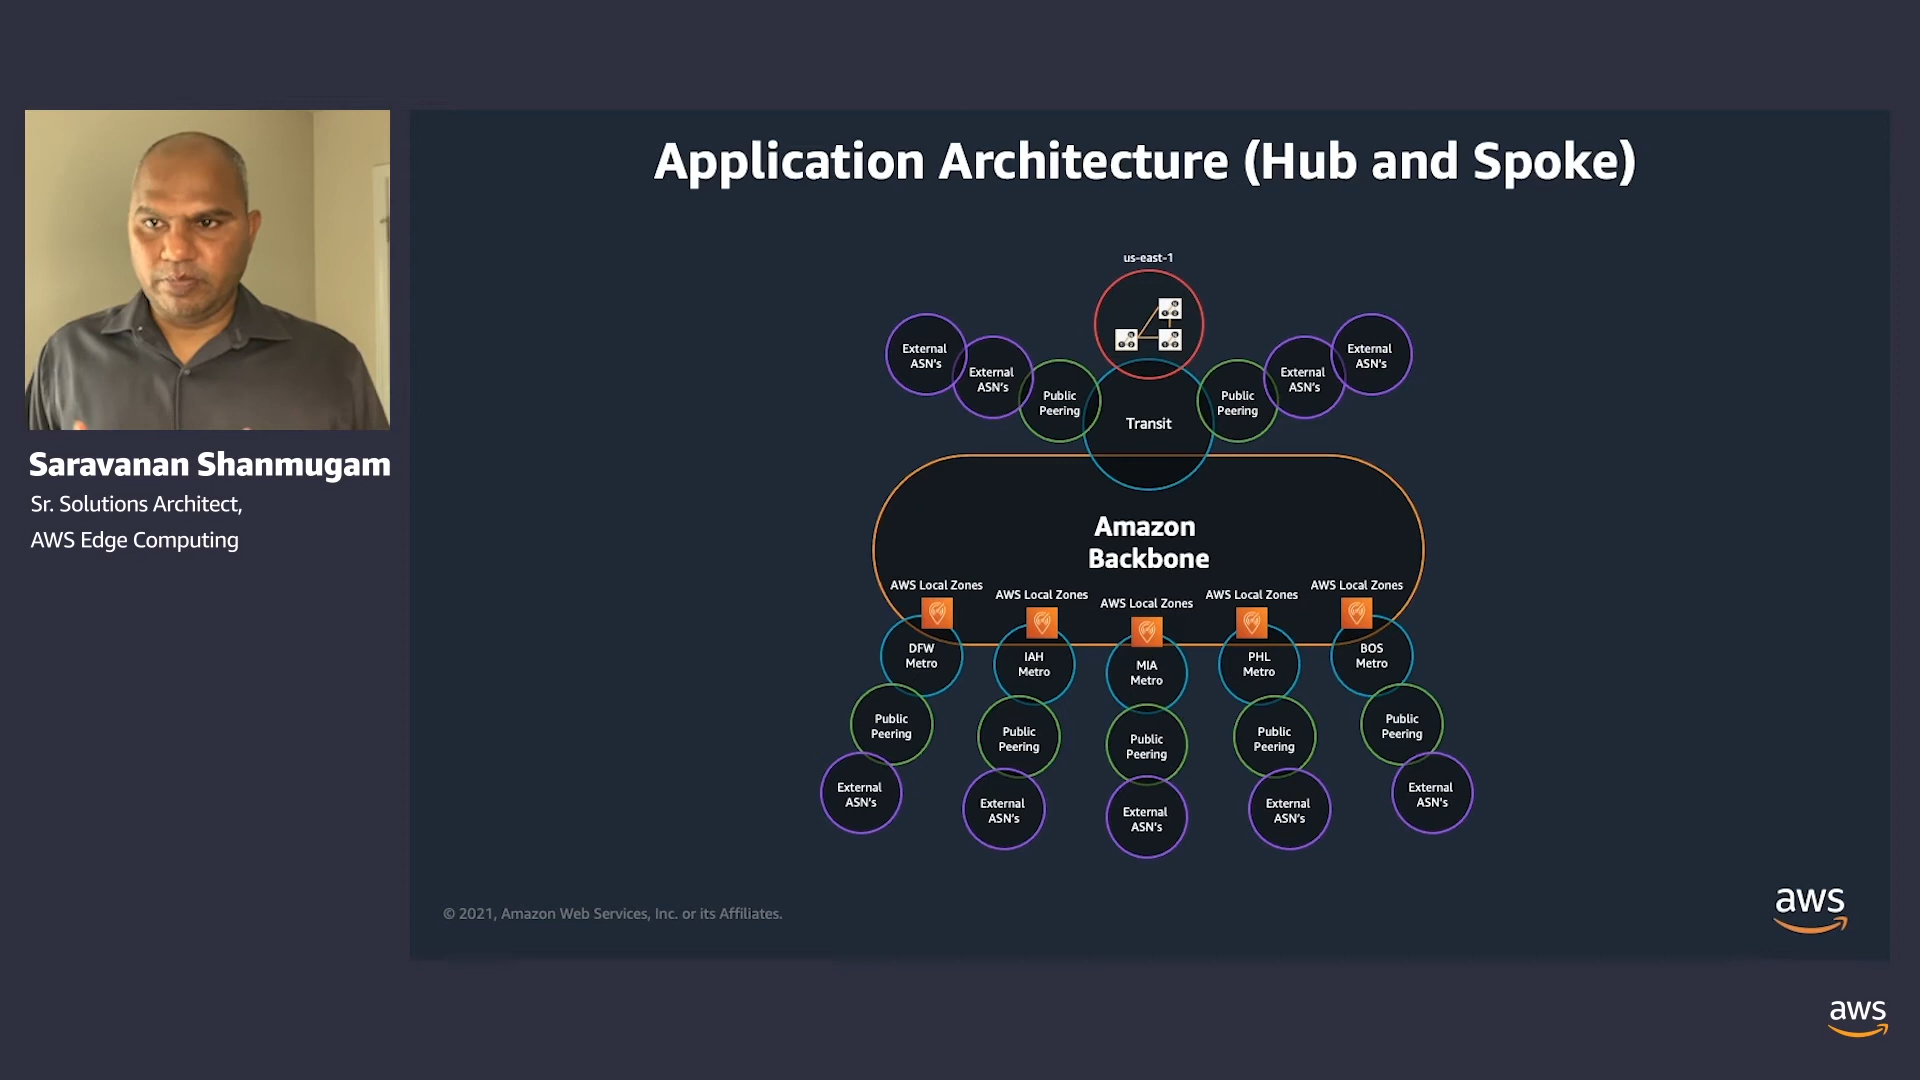 Application Architecture (Hub and Spoke)
us-east-1
External
ASN's
External
ASN's
Public
Peering
Transit
Public
Peering
External
ASN's
External
ASN's
Saravanan Shanmugam
Sr. Solutions Architect,
AWS Edge Computing
Amazon
Backbone
AWS Local Zones
AWS Local Zones
AWS Local Zones
AWS Local Zones
AWS Local Zones
DFW
Metro
IAH
Metro
MIA
Metro
PHL
Metro
BOS
Metro
Public
Peering
Public
Peering
Public
Peering
Public
Peering
Public
Peering
External
ASN's
External
ASN's
External
ASN's
External
ASN's
External
ASN's
© 2021, Amazon Web Services, Inc. or its Affiliates.
aws
aws